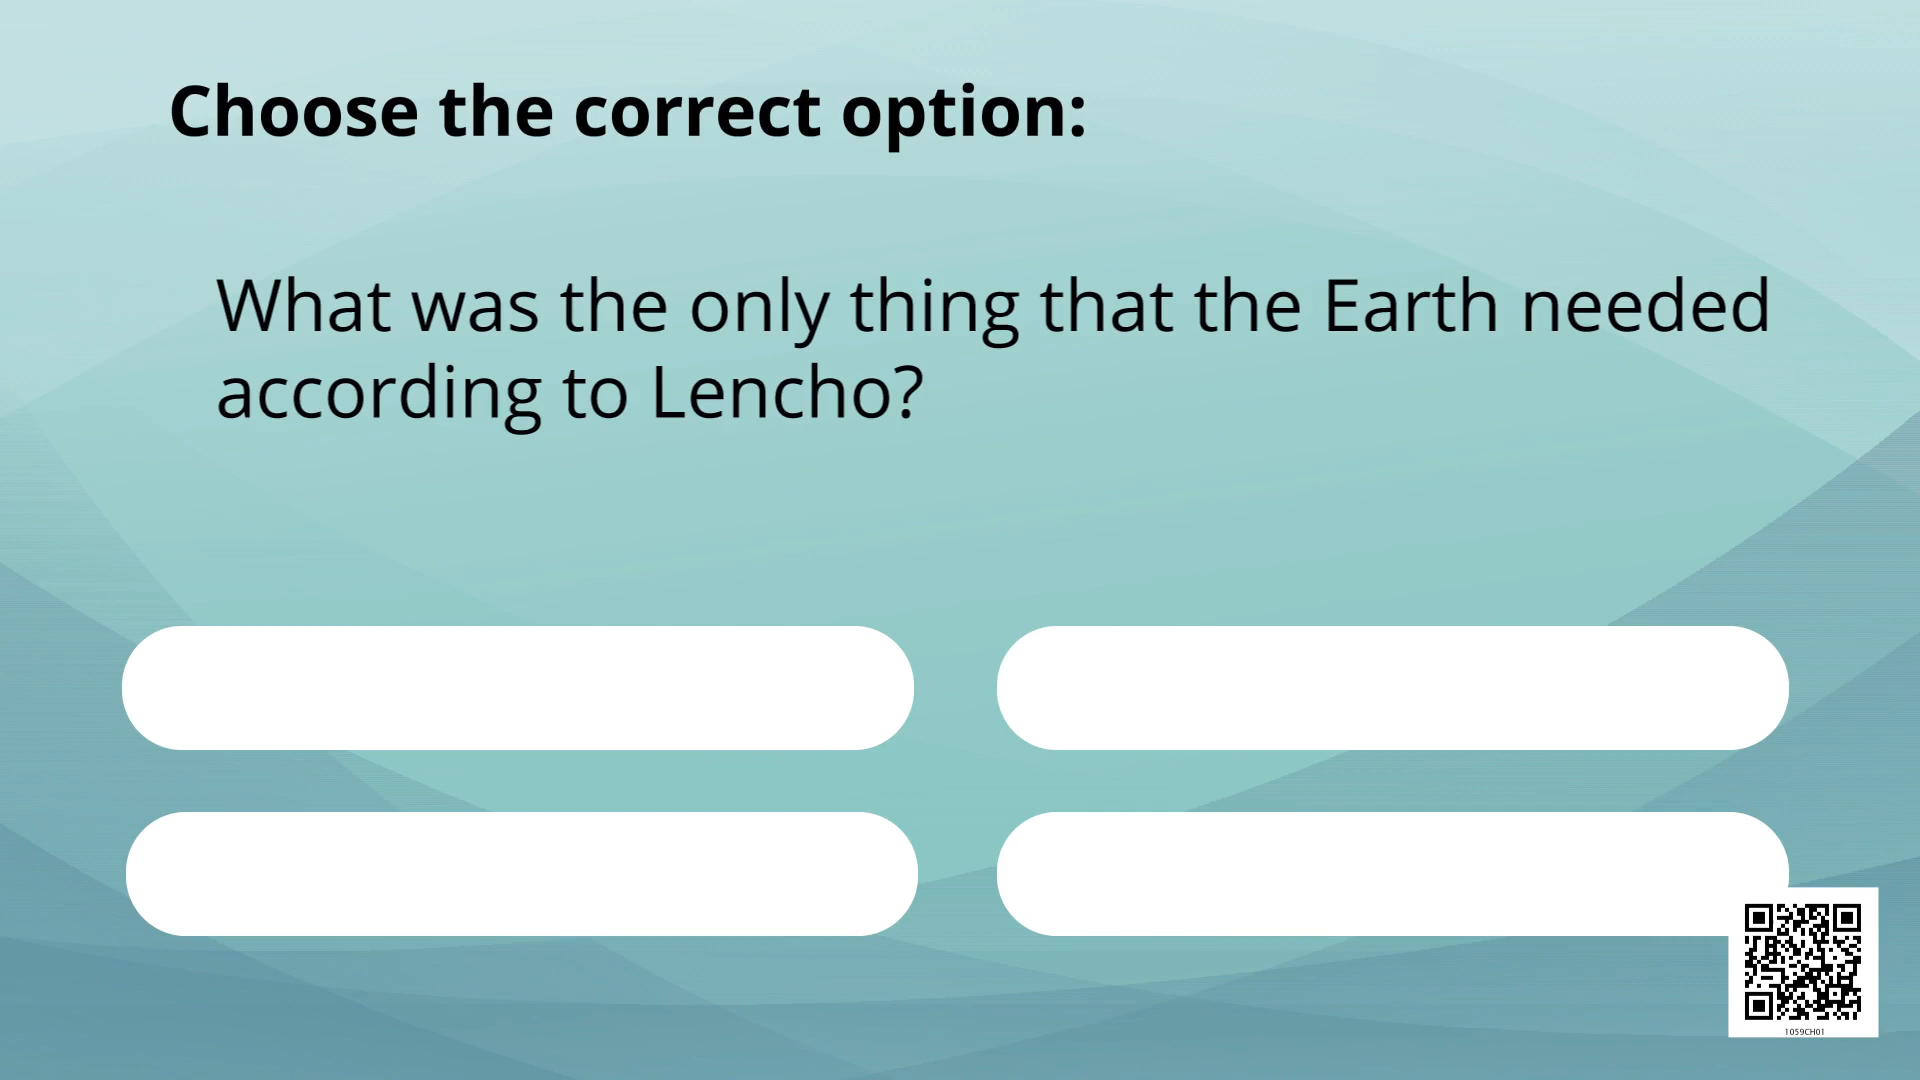 Choose the correct option:
What was the only thing that the Earth needed
according to Lencho?
1059CH01